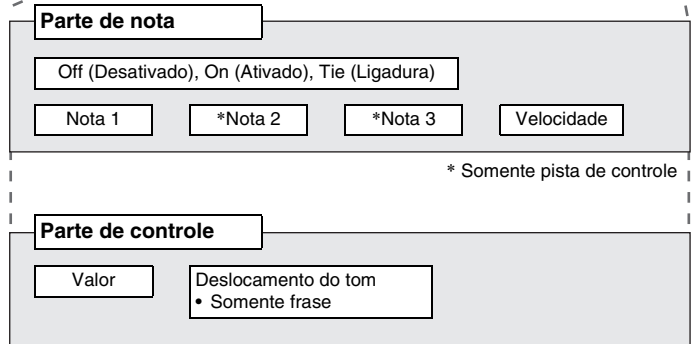 Parte de nota
Off (Desativado), On (Ativado), Tie (Ligadura)
Nota 1
*Nota 2
*Nota 3
Velocidade
* Somente pista de controle
Parte de controle
Valor
Deslocamento do tom
• Somente frase